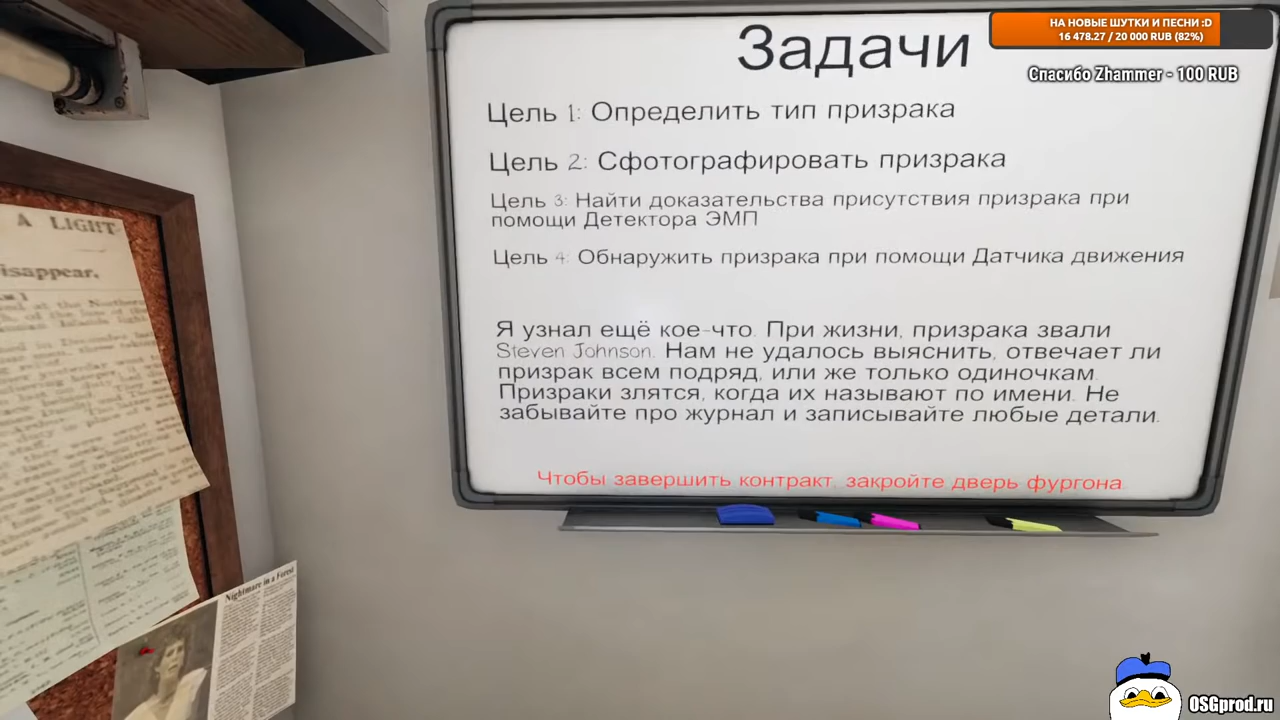 НА НОВЫЕ ШУТКИ И ПЕСНИ :D
16 478.27 / 20 000 RUB (82%)
Спасибо Zhammer - 100 RUB
Задачи
Цель 1: Определить тип призрака
Цель 2: Сфотографировать призрака
Цель 3: Найти доказательства присутствия призрака при
помощи Детектора ЭМП
Цель 4: Обнаружить призрака при помощи Датчика движения
Я узнал ещё кое-что. При жизни, призрака звали
Steven Johnson. Нам не удалось выяснить, отвечает ли
призрак всем подряд, или же только одиночкам.
Призраки злятся, когда их называют по имени. Не
забывайте про журнал и записывайте любые детали.
Чтобы завершить контракт, закройте дверь фургона.
A LIGHT
isappear.
Nightmare in a Forest
OSGprod.ru